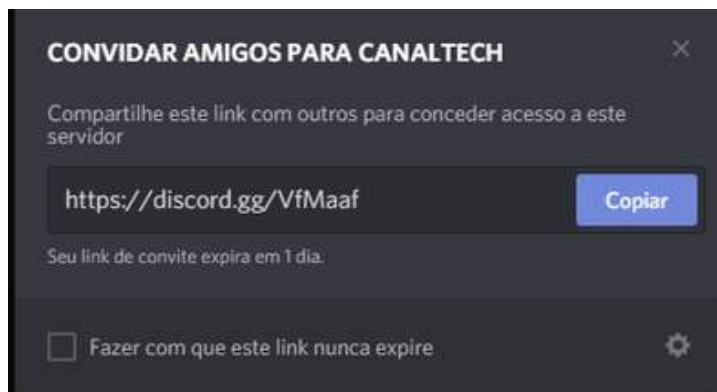 CONVIDAR AMIGOS PARA CANALTECH
Compartilhe este link com outros para conceder acesso a este
servidor
https://discord.gg/VfMaaf
Copiar
Seu link de convite expira em 1 dia.
Fazer com que este link nunca expire